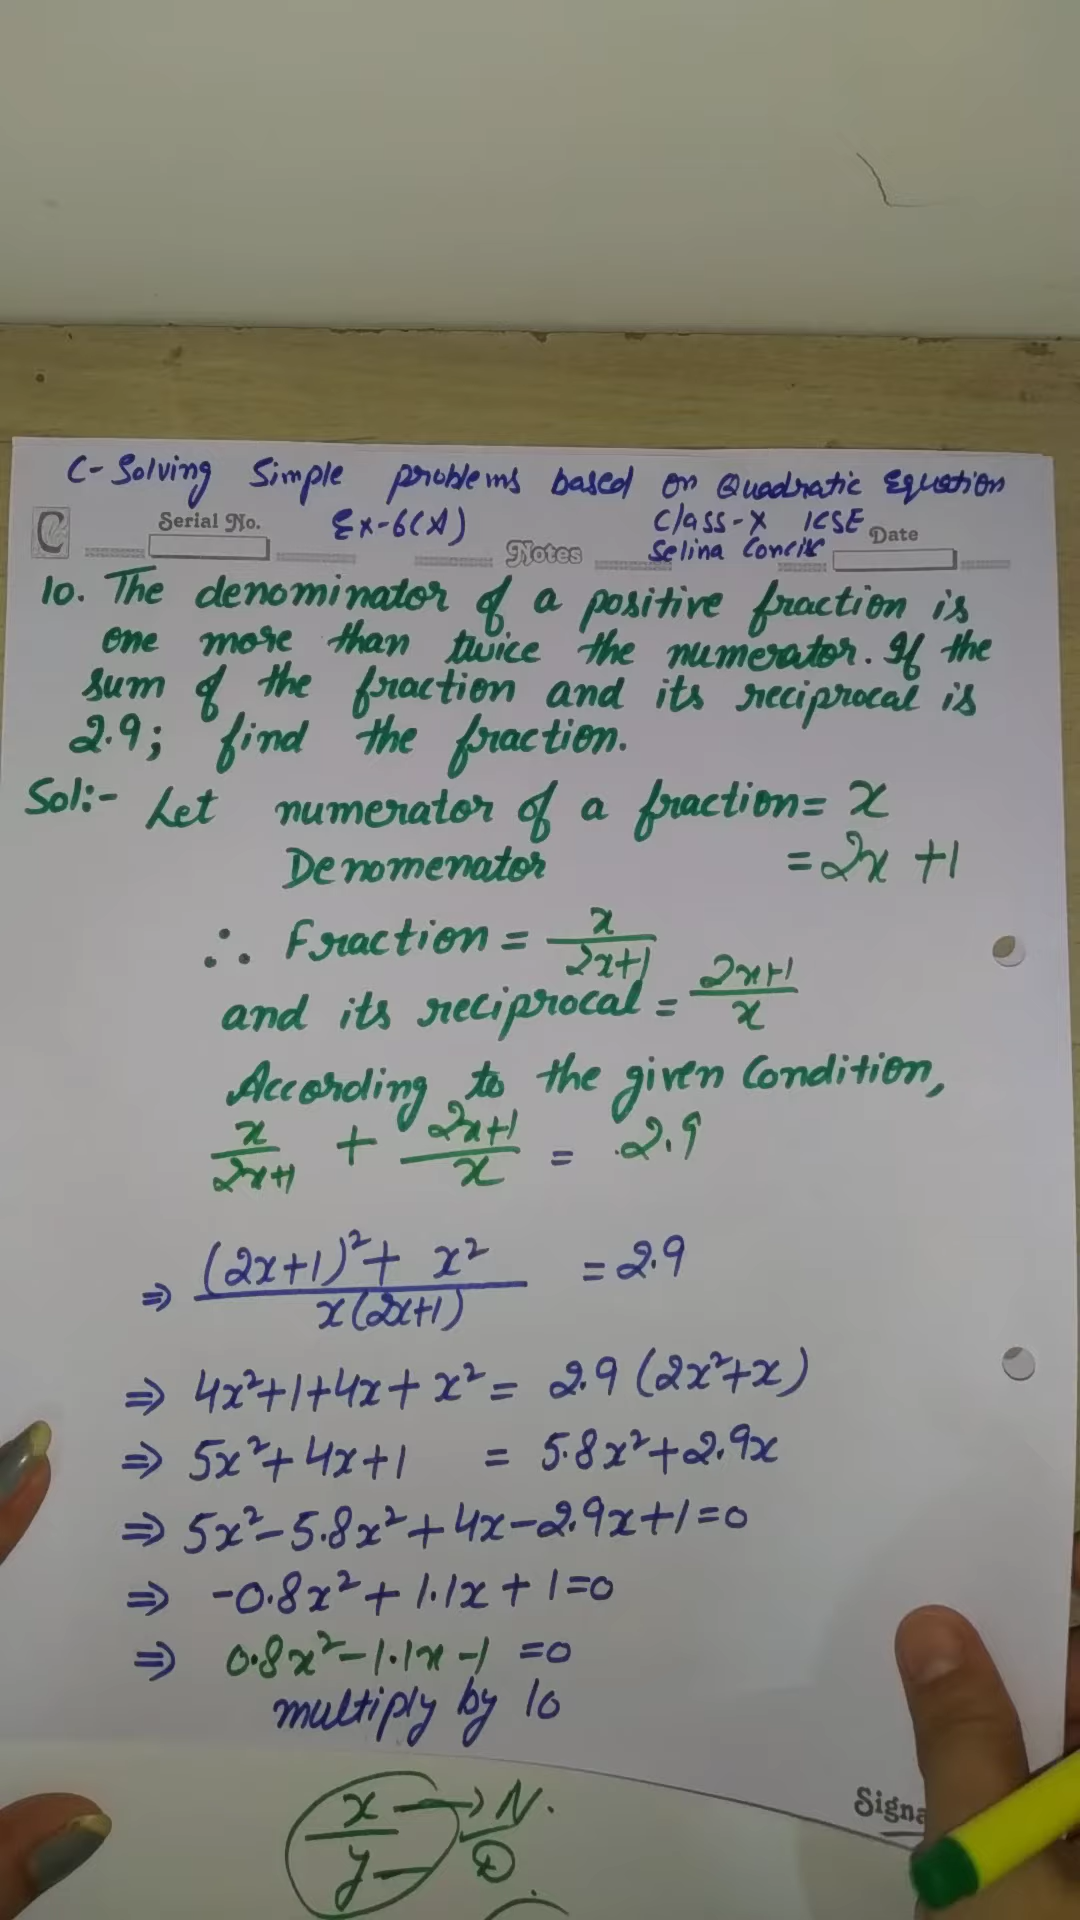 C- Solving Simple problems based on Quadratic Equation
Ex-6(A) Class-X ICSE
Selina Concise
C Serial No. Notes Date
10. The denominator of a positive fraction is
one more than twice the numerator. If the
sum of the fraction and its reciprocal is
2.9; find the fraction.
Sol:- Let numerator of a fraction = x
Denomenator = 2x + 1
∴ Fraction = x/(2x+1)
and its reciprocal = (2x+1)/x
According to the given Condition,
x/(2x+1) + (2x+1)/x = 2.9
⇒ ((2x+1)² + x²)/(x(2x+1)) = 2.9
⇒ 4x²+1+4x+x² = 2.9 (2x²+x)
⇒ 5x²+4x+1 = 5.8x²+2.9x
⇒ 5x²-5.8x²+4x-2.9x+1=0
⇒ -0.8x²+1.1x+1=0
⇒ 0.8x²-1.1x-1=0
multiply by 10
Signa
x/y → N./D